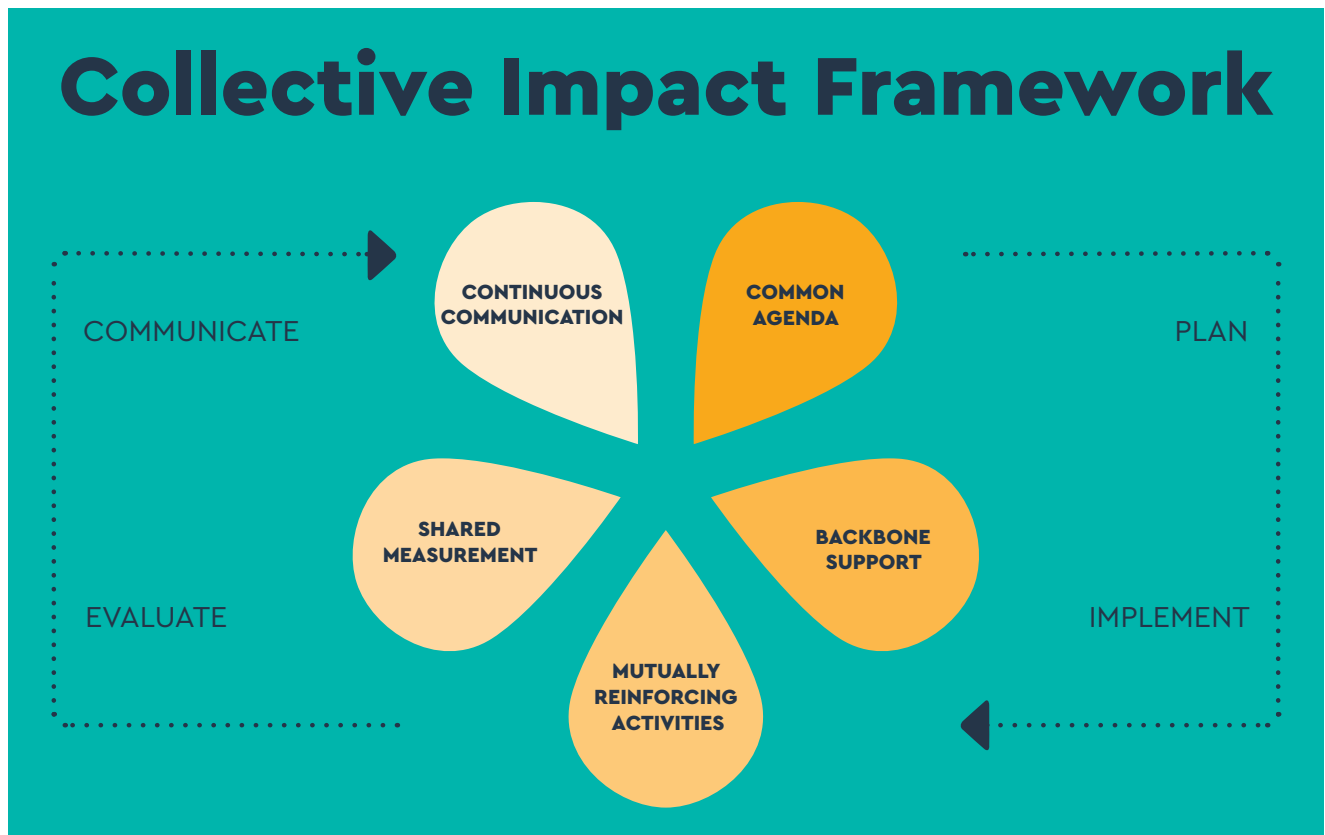 Collective Impact Framework
CONTINUOUS
COMMUNICATION
COMMON
AGENDA
COMMUNICATE
PLAN
SHARED
MEASUREMENT
BACKBONE
SUPPORT
EVALUATE
IMPLEMENT
MUTUALLY
REINFORCING
ACTIVITIES